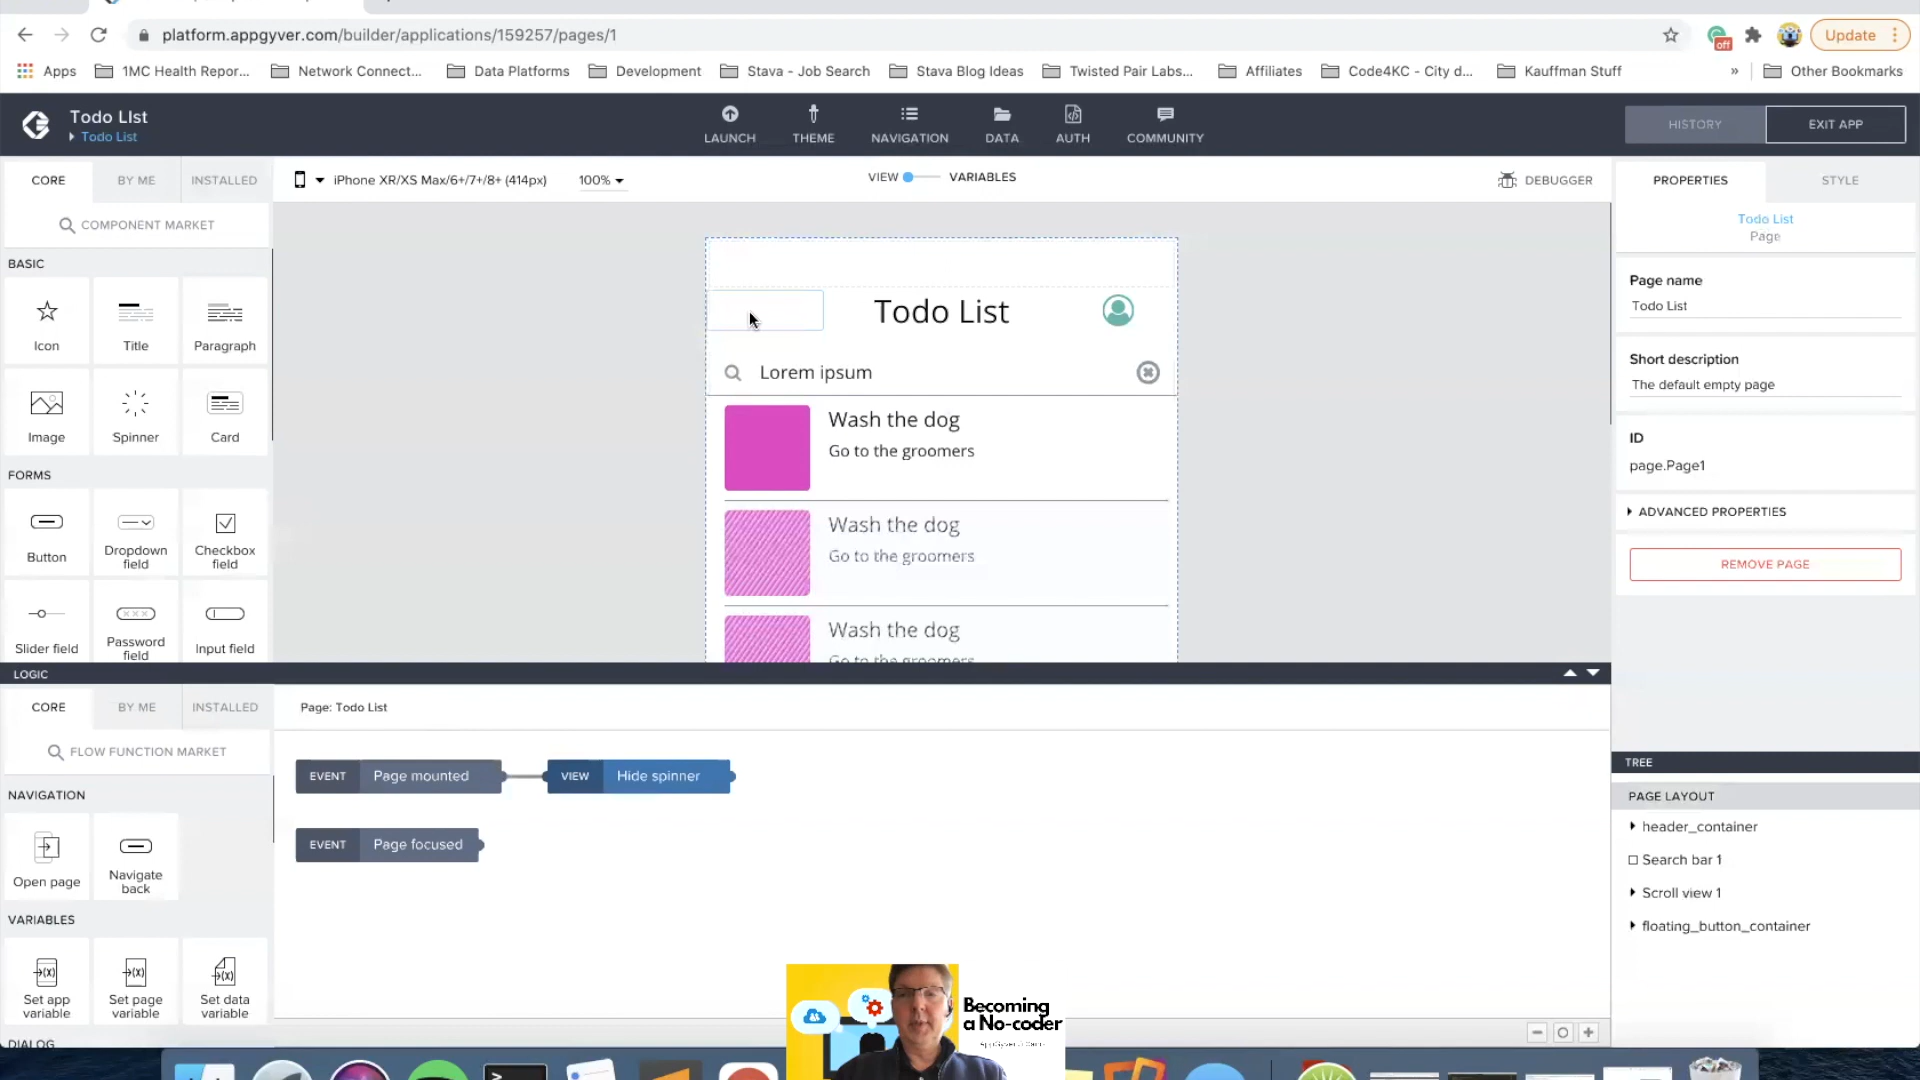 platform.appgyver.com/builder/applications/159257/pages/1
off
Update
Apps
1MC Health Repor...
Network Connect...
Data Platforms
Development
Stava - Job Search
Stava Blog Ideas
Twisted Pair Labs...
Affiliates
Code4KC - City d...
Kauffman Stuff
»
Other Bookmarks
Todo LIst
Todo List
LAUNCH
THEME
NAVIGATION
DATA
AUTH
COMMUNITY
HISTORY
EXIT APP
CORE
BY ME
INSTALLED
iPhone XR/XS Max/6+/7+/8+ (414px)
100%
VIEW
VARIABLES
DEBUGGER
PROPERTIES
STYLE
COMPONENT MARKET
Todo List
Page
BASIC
Icon
Title
Paragraph
Image
Spinner
Card
FORMS
Button
Dropdown
field
Checkbox
field
Slider field
Password
field
Input field
Todo List
Lorem ipsum
Wash the dog
Go to the groomers
Wash the dog
Go to the groomers
Wash the dog
Go to the groomers
Page name
Todo List
Short description
The default empty page
ID
page.Page1
ADVANCED PROPERTIES
REMOVE PAGE
LOGIC
CORE
BY ME
INSTALLED
Page: Todo List
FLOW FUNCTION MARKET
NAVIGATION
Open page
Navigate
back
VARIABLES
Set app
variable
Set page
variable
Set data
variable
DIALOG
EVENT
Page mounted
VIEW
Hide spinner
EVENT
Page focused
TREE
PAGE LAYOUT
header_container
Search bar 1
Scroll view 1
floating_button_container
Becoming
a No-coder